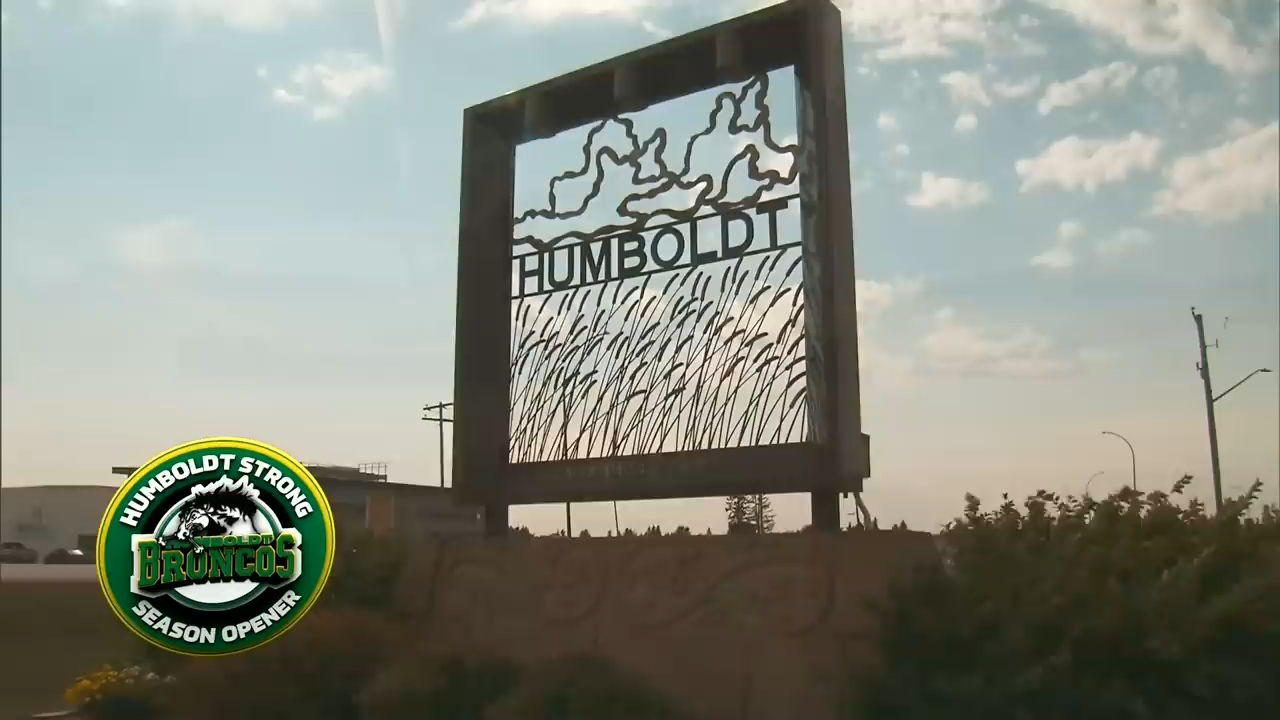 HUMBOLDT
HUMBOLDT STRONG
HUMBOLDT
BRONCOS
SEASON OPENER